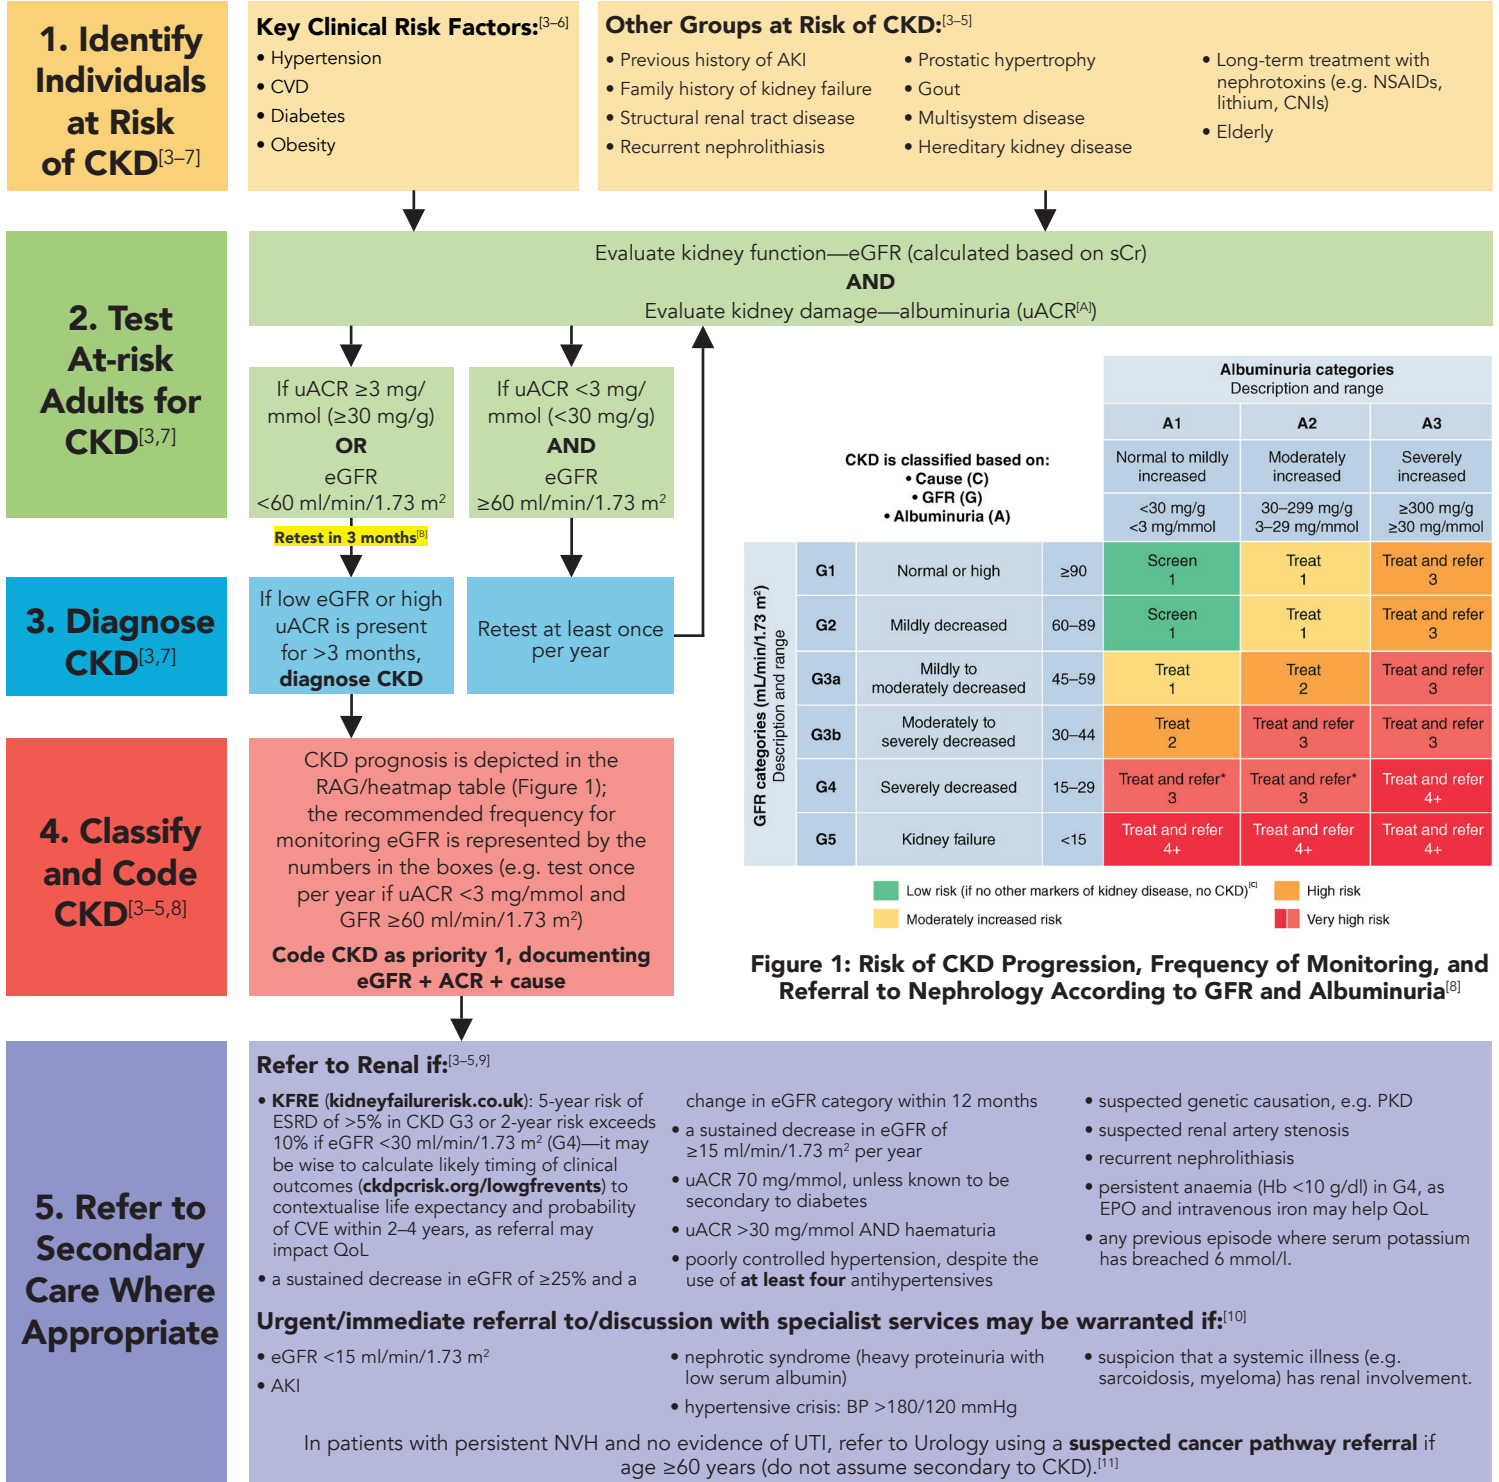 1. Identify
Individuals
at Risk
of CKD[3–7]
Key Clinical Risk Factors:[3–6]
• Hypertension
• CVD
• Diabetes
• Obesity
Other Groups at Risk of CKD:[3–5]
• Previous history of AKI
• Family history of kidney failure
• Structural renal tract disease
• Recurrent nephrolithiasis
• Prostatic hypertrophy
• Gout
• Multisystem disease
• Hereditary kidney disease
• Long-term treatment with
nephrotoxins (e.g. NSAIDs,
lithium, CNIs)
• Elderly
2. Test
At-risk
Adults for
CKD[3,7]
Evaluate kidney function—eGFR (calculated based on sCr)
AND
Evaluate kidney damage—albuminuria (uACR[A])
If uACR ≥3 mg/
mmol (≥30 mg/g)
OR
eGFR
<60 ml/min/1.73 m²
If uACR <3 mg/
mmol (<30 mg/g)
AND
eGFR
≥60 ml/min/1.73 m²
Retest in 3 months[B]
3. Diagnose
CKD[3,7]
If low eGFR or high
uACR is present
for >3 months,
diagnose CKD
Retest at least once
per year
4. Classify
and Code
CKD[3–5,8]
CKD prognosis is depicted in the
RAG/heatmap table (Figure 1);
the recommended frequency for
monitoring eGFR is represented by the
numbers in the boxes (e.g. test once
per year if uACR <3 mg/mmol and
GFR ≥60 ml/min/1.73 m²)
Code CKD as priority 1, documenting
eGFR + ACR + cause
CKD is classified based on:
• Cause (C)
• GFR (G)
• Albuminuria (A)
Albuminuria categories
Description and range
A1 A2 A3
Normal to mildly
increased
Moderately
increased
Severely
increased
<30 mg/g
<3 mg/mmol
30–299 mg/g
3–29 mg/mmol
≥300 mg/g
≥30 mg/mmol
GFR categories (mL/min/1.73 m²)
Description and range
G1 Normal or high ≥90
Screen
1
Treat
1
Treat and refer
3
G2 Mildly decreased 60–89
Screen
1
Treat
1
Treat and refer
3
G3a
Mildly to
moderately decreased
45–59
Treat
1
Treat
2
Treat and refer
3
G3b
Moderately to
severely decreased
30–44
Treat
2
Treat and refer
3
Treat and refer
3
G4 Severely decreased 15–29
Treat and refer*
3
Treat and refer*
3
Treat and refer
4+
G5 Kidney failure <15
Treat and refer
4+
Treat and refer
4+
Treat and refer
4+
Low risk (if no other markers of kidney disease, no CKD)[C]
High risk
Moderately increased risk
Very high risk
Figure 1: Risk of CKD Progression, Frequency of Monitoring, and
Referral to Nephrology According to GFR and Albuminuria[8]
5. Refer to
Secondary
Care Where
Appropriate
Refer to Renal if:[3–5,9]
• KFRE (kidneyfailurerisk.co.uk): 5-year risk of
ESRD of >5% in CKD G3 or 2-year risk exceeds
10% if eGFR <30 ml/min/1.73 m² (G4)—it may
be wise to calculate likely timing of clinical
outcomes (ckdpcrisk.org/lowgfrevents) to
contextualise life expectancy and probability
of CVE within 2–4 years, as referral may
impact QoL
• a sustained decrease in eGFR of ≥25% and a
change in eGFR category within 12 months
• a sustained decrease in eGFR of
≥15 ml/min/1.73 m² per year
• uACR 70 mg/mmol, unless known to be
secondary to diabetes
• uACR >30 mg/mmol AND haematuria
• poorly controlled hypertension, despite the
use of at least four antihypertensives
• suspected genetic causation, e.g. PKD
• suspected renal artery stenosis
• recurrent nephrolithiasis
• persistent anaemia (Hb <10 g/dl) in G4, as
EPO and intravenous iron may help QoL
• any previous episode where serum potassium
has breached 6 mmol/l.
Urgent/immediate referral to/discussion with specialist services may be warranted if:[10]
• eGFR <15 ml/min/1.73 m²
• AKI
• nephrotic syndrome (heavy proteinuria with
low serum albumin)
• hypertensive crisis: BP >180/120 mmHg
• suspicion that a systemic illness (e.g.
sarcoidosis, myeloma) has renal involvement.
In patients with persistent NVH and no evidence of UTI, refer to Urology using a suspected cancer pathway referral if
age ≥60 years (do not assume secondary to CKD).[11]